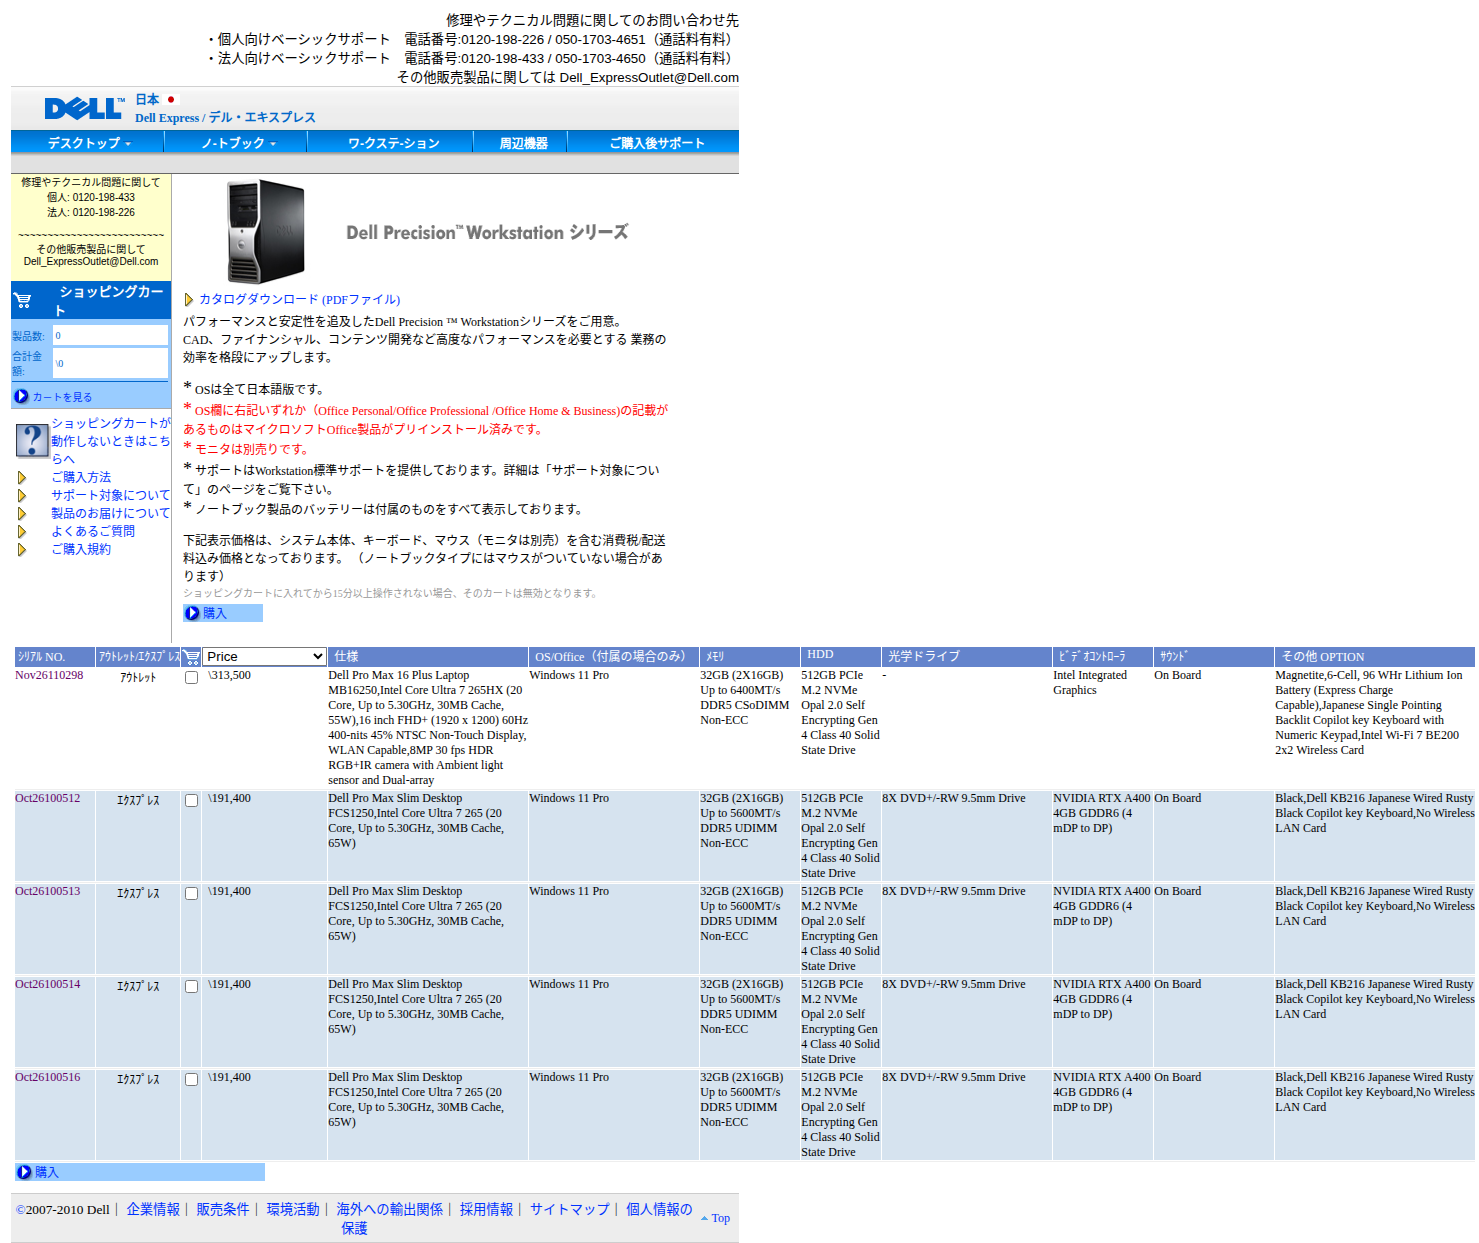 修理やテクニカル問題に関してのお問い合わせ先
・個人向けベーシックサポート　電話番号:0120-198-226 / 050-1703-4651（通話料有料）
・法人向けベーシックサポート　電話番号:0120-198-433 / 050-1703-4650（通話料有料）
その他販売製品に関しては Dell_ExpressOutlet@Dell.com
DELL™ 日本
Dell Express / デル・エキスプレス
デスクトップ ノートブック ワ-クステ-ション 周辺機器 ご購入後サポート
修理やテクニカル問題に関して
個人: 0120-198-433
法人: 0120-198-226
~~~~~~~~~~~~~~~~~~~~~~~~~
その他販売製品に関して
Dell_ExpressOutlet@Dell.com
ショッピングカー
ト
製品数: 0
合計金
額: \0
カートを見る
ショッピングカートが
動作しないときはこち
らへ
ご購入方法
サポート対象について
製品のお届けについて
よくあるご質問
ご購入規約
Dell Precision™ Workstation シリーズ
カタログダウンロード (PDFファイル)
パフォーマンスと安定性を追及したDell Precision ™ Workstationシリーズをご用意。
CAD、ファイナンシャル、コンテンツ開発など高度なパフォーマンスを必要とする 業務の
効率を格段にアップします。
* OSは全て日本語版です。
* OS欄に右記いずれか（Office Personal/Office Professional /Office Home & Business)の記載が
あるものはマイクロソフトOffice製品がプリインストール済みです。
* モニタは別売りです。
* サポートはWorkstation標準サポートを提供しております。詳細は「サポート対象につい
て」のページをご覧下さい。
* ノートブック製品のバッテリーは付属のものをすべて表示しております。
下記表示価格は、システム本体、キーボード、マウス（モニタは別売）を含む消費税/配送
料込み価格となっております。 （ノートブックタイプにはマウスがついていない場合があ
ります）
ショッピングカートに入れてから15分以上操作されない場合、そのカートは無効となります。
購入
ｼﾘｱﾙ NO. ｱｳﾄﾚｯﾄ/ｴｸｽﾌﾟﾚｽ Price 仕様 OS/Office（付属の場合のみ） ﾒﾓﾘ HDD 光学ドライブ ﾋﾞﾃﾞｵｺﾝﾄﾛｰﾗ ｻｳﾝﾄﾞ その他 OPTION
Nov26110298 ｱｳﾄﾚｯﾄ \313,500 Dell Pro Max 16 Plus Laptop Windows 11 Pro 32GB (2X16GB) 512GB PCIe - Intel Integrated On Board Magnetite,6-Cell, 96 WHr Lithium Ion
MB16250,Intel Core Ultra 7 265HX (20 Up to 6400MT/s M.2 NVMe Graphics Battery (Express Charge
Core, Up to 5.30GHz, 30MB Cache, DDR5 CSoDIMM Opal 2.0 Self Capable),Japanese Single Pointing
55W),16 inch FHD+ (1920 x 1200) 60Hz Non-ECC Encrypting Gen Backlit Copilot key Keyboard with
400-nits 45% NTSC Non-Touch Display, 4 Class 40 Solid Numeric Keypad,Intel Wi-Fi 7 BE200
WLAN Capable,8MP 30 fps HDR State Drive 2x2 Wireless Card
RGB+IR camera with Ambient light
sensor and Dual-array
Oct26100512 ｴｸｽﾌﾟﾚｽ \191,400 Dell Pro Max Slim Desktop Windows 11 Pro 32GB (2X16GB) 512GB PCIe 8X DVD+/-RW 9.5mm Drive NVIDIA RTX A400 On Board Black,Dell KB216 Japanese Wired Rusty
FCS1250,Intel Core Ultra 7 265 (20 Up to 5600MT/s M.2 NVMe 4GB GDDR6 (4 Black Copilot key Keyboard,No Wireless
Core, Up to 5.30GHz, 30MB Cache, DDR5 UDIMM Opal 2.0 Self mDP to DP) LAN Card
65W) Non-ECC Encrypting Gen
4 Class 40 Solid
State Drive
Oct26100513 ｴｸｽﾌﾟﾚｽ \191,400 Dell Pro Max Slim Desktop Windows 11 Pro 32GB (2X16GB) 512GB PCIe 8X DVD+/-RW 9.5mm Drive NVIDIA RTX A400 On Board Black,Dell KB216 Japanese Wired Rusty
FCS1250,Intel Core Ultra 7 265 (20 Up to 5600MT/s M.2 NVMe 4GB GDDR6 (4 Black Copilot key Keyboard,No Wireless
Core, Up to 5.30GHz, 30MB Cache, DDR5 UDIMM Opal 2.0 Self mDP to DP) LAN Card
65W) Non-ECC Encrypting Gen
4 Class 40 Solid
State Drive
Oct26100514 ｴｸｽﾌﾟﾚｽ \191,400 Dell Pro Max Slim Desktop Windows 11 Pro 32GB (2X16GB) 512GB PCIe 8X DVD+/-RW 9.5mm Drive NVIDIA RTX A400 On Board Black,Dell KB216 Japanese Wired Rusty
FCS1250,Intel Core Ultra 7 265 (20 Up to 5600MT/s M.2 NVMe 4GB GDDR6 (4 Black Copilot key Keyboard,No Wireless
Core, Up to 5.30GHz, 30MB Cache, DDR5 UDIMM Opal 2.0 Self mDP to DP) LAN Card
65W) Non-ECC Encrypting Gen
4 Class 40 Solid
State Drive
Oct26100516 ｴｸｽﾌﾟﾚｽ \191,400 Dell Pro Max Slim Desktop Windows 11 Pro 32GB (2X16GB) 512GB PCIe 8X DVD+/-RW 9.5mm Drive NVIDIA RTX A400 On Board Black,Dell KB216 Japanese Wired Rusty
FCS1250,Intel Core Ultra 7 265 (20 Up to 5600MT/s M.2 NVMe 4GB GDDR6 (4 Black Copilot key Keyboard,No Wireless
Core, Up to 5.30GHz, 30MB Cache, DDR5 UDIMM Opal 2.0 Self mDP to DP) LAN Card
65W) Non-ECC Encrypting Gen
4 Class 40 Solid
State Drive
購入
©2007-2010 Dell｜ 企業情報｜ 販売条件｜ 環境活動｜ 海外への輸出関係｜ 採用情報｜ サイトマップ｜ 個人情報の
保護
Top